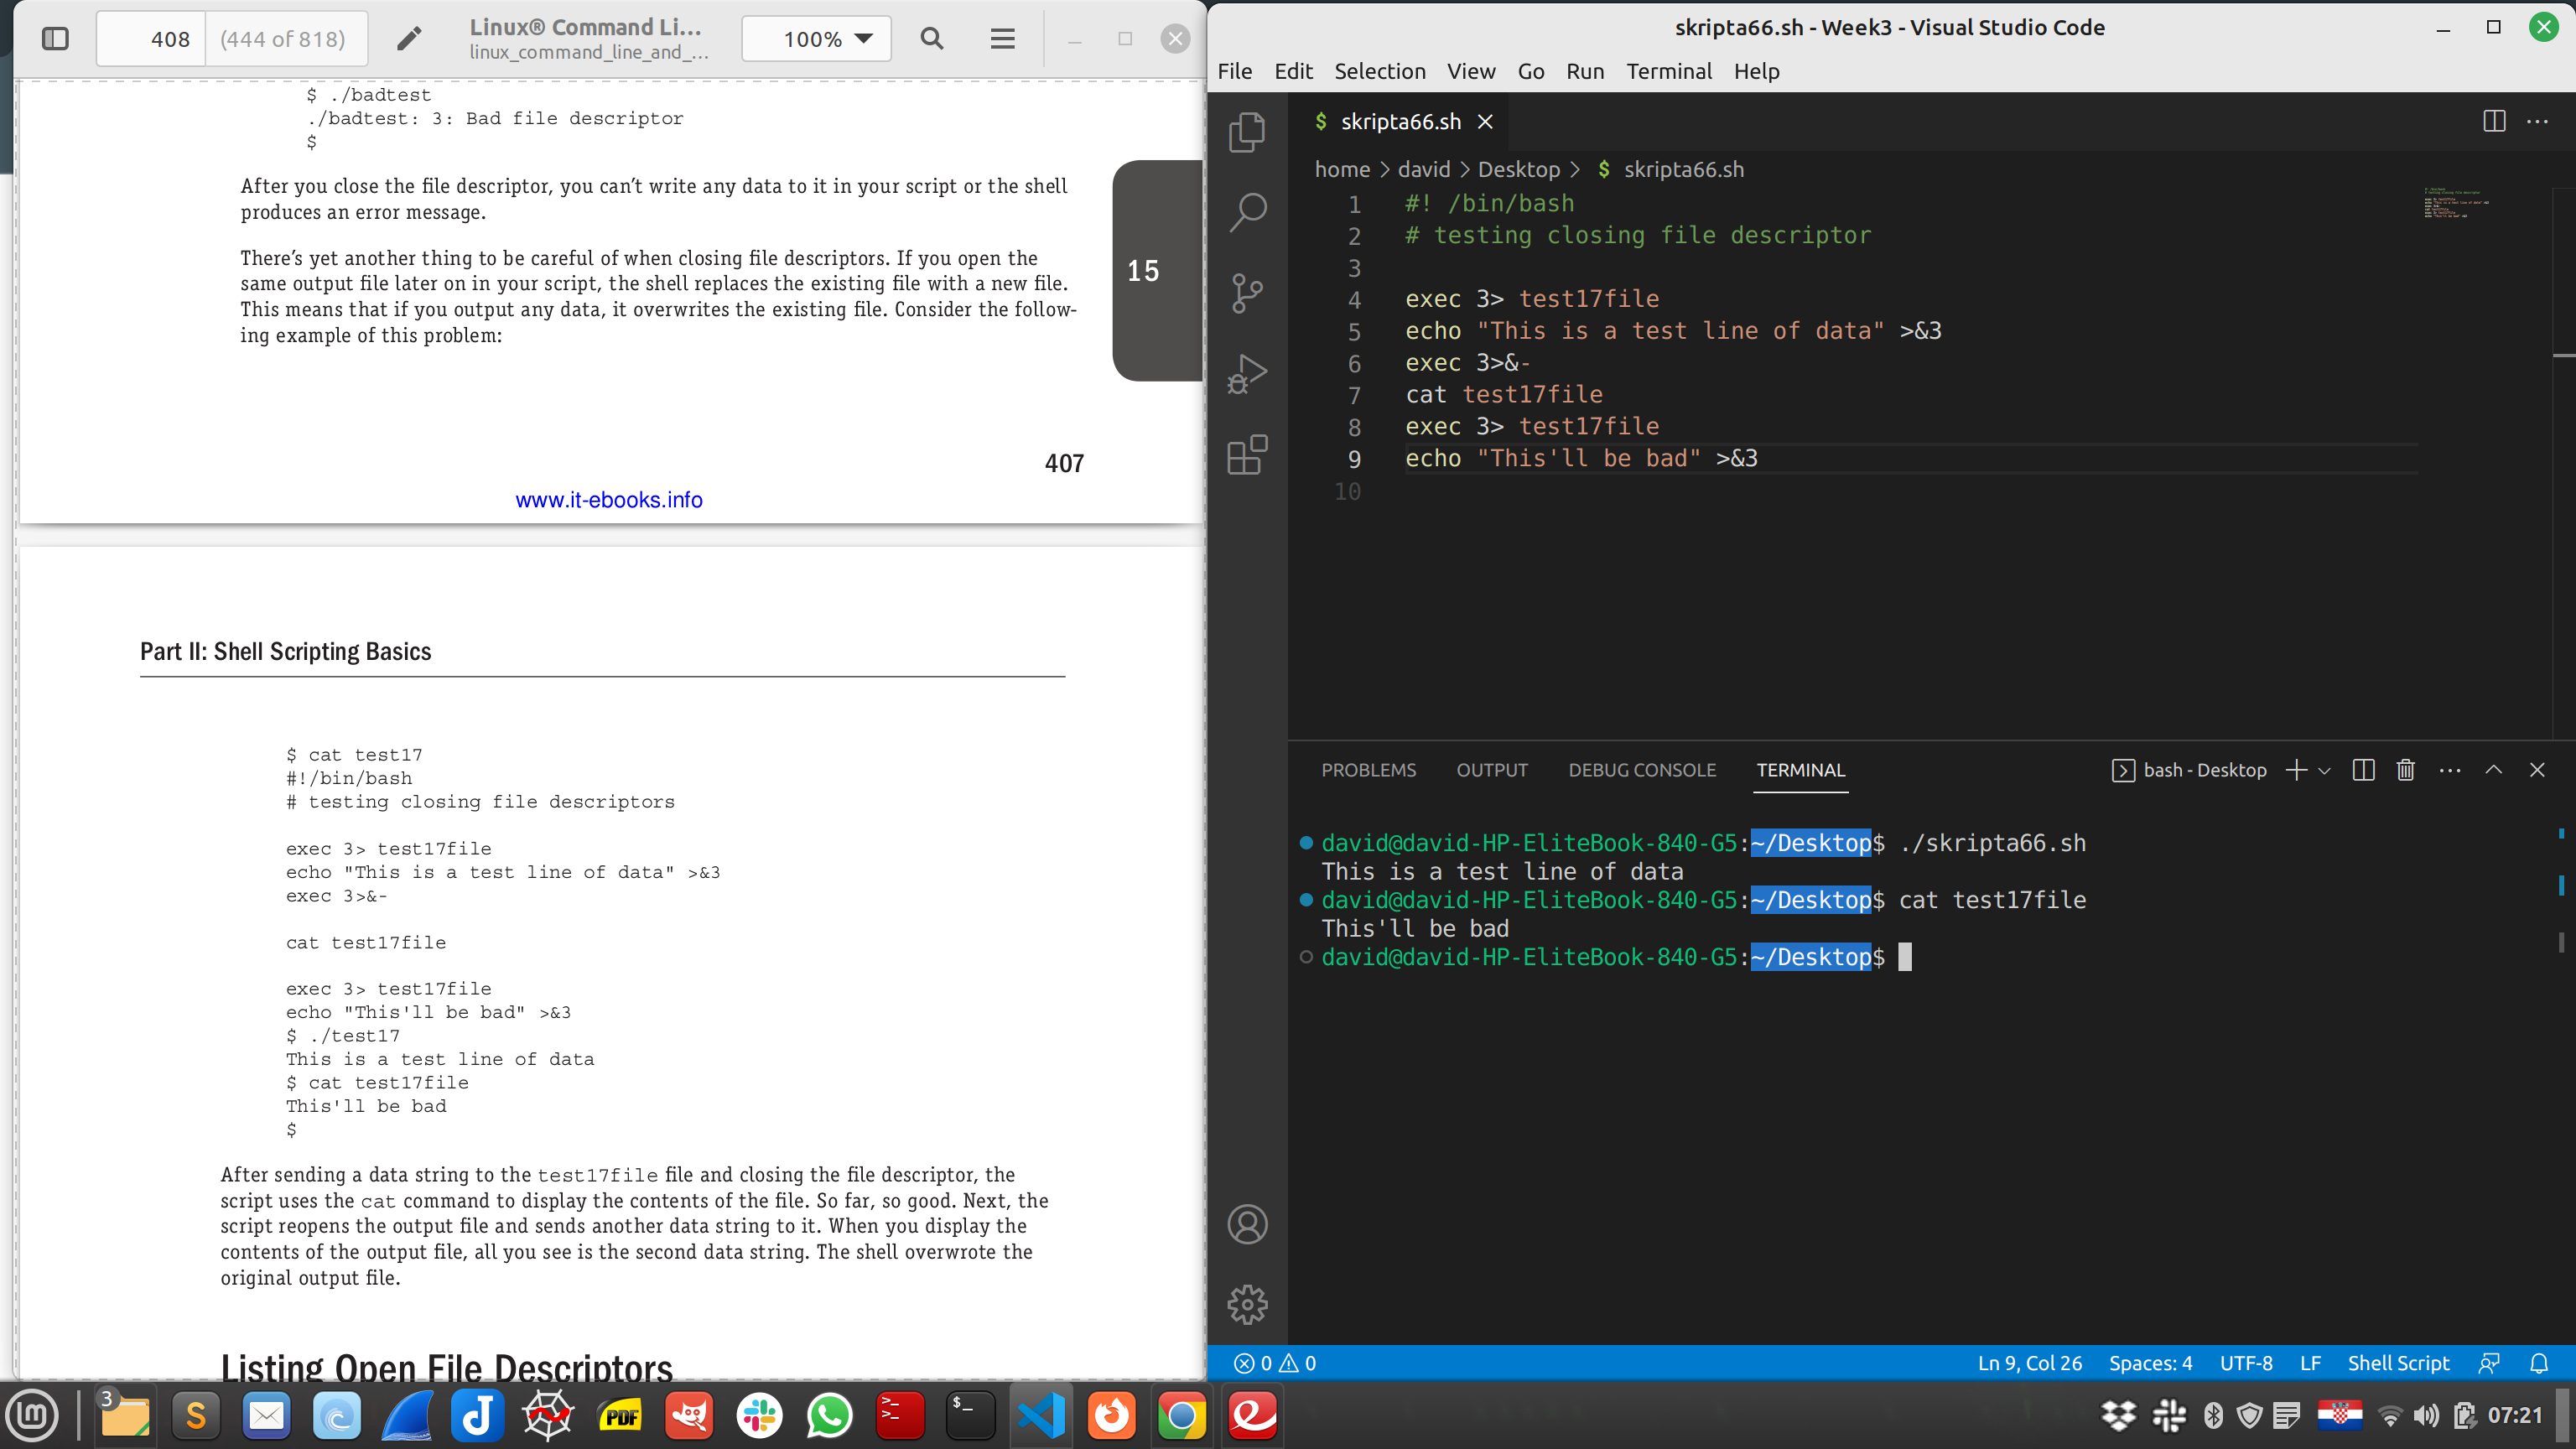 408 (444 of 818)
Linux® Command Li...
linux_command_line_and_...
100%
$ ./badtest
./badtest: 3: Bad file descriptor
$
After you close the file descriptor, you can’t write any data to it in your script or the shell
produces an error message.
There’s yet another thing to be careful of when closing file descriptors. If you open the
same output file later on in your script, the shell replaces the existing file with a new file.
This means that if you output any data, it overwrites the existing file. Consider the follow-
ing example of this problem:
15
407
www.it-ebooks.info
Part II: Shell Scripting Basics
$ cat test17
#!/bin/bash
# testing closing file descriptors
exec 3> test17file
echo "This is a test line of data" >&3
exec 3>&-
cat test17file
exec 3> test17file
echo "This'll be bad" >&3
$ ./test17
This is a test line of data
$ cat test17file
This'll be bad
$
After sending a data string to the test17file file and closing the file descriptor, the
script uses the cat command to display the contents of the file. So far, so good. Next, the
script reopens the output file and sends another data string to it. When you display the
contents of the output file, all you see is the second data string. The shell overwrote the
original output file.
Listing Open File Descriptors
skripta66.sh - Week3 - Visual Studio Code
File Edit Selection View Go Run Terminal Help
$ skripta66.sh
home > david > Desktop > $ skripta66.sh
1 #! /bin/bash
2 # testing closing file descriptor
3
4 exec 3> test17file
5 echo "This is a test line of data" >&3
6 exec 3>&-
7 cat test17file
8 exec 3> test17file
9 echo "This'll be bad" >&3
10
PROBLEMS OUTPUT DEBUG CONSOLE TERMINAL bash - Desktop
david@david-HP-EliteBook-840-G5:~/Desktop$ ./skripta66.sh
This is a test line of data
david@david-HP-EliteBook-840-G5:~/Desktop$ cat test17file
This'll be bad
david@david-HP-EliteBook-840-G5:~/Desktop$
0 0 Ln 9, Col 26 Spaces: 4 UTF-8 LF Shell Script
3 S PDF $_ 07:21